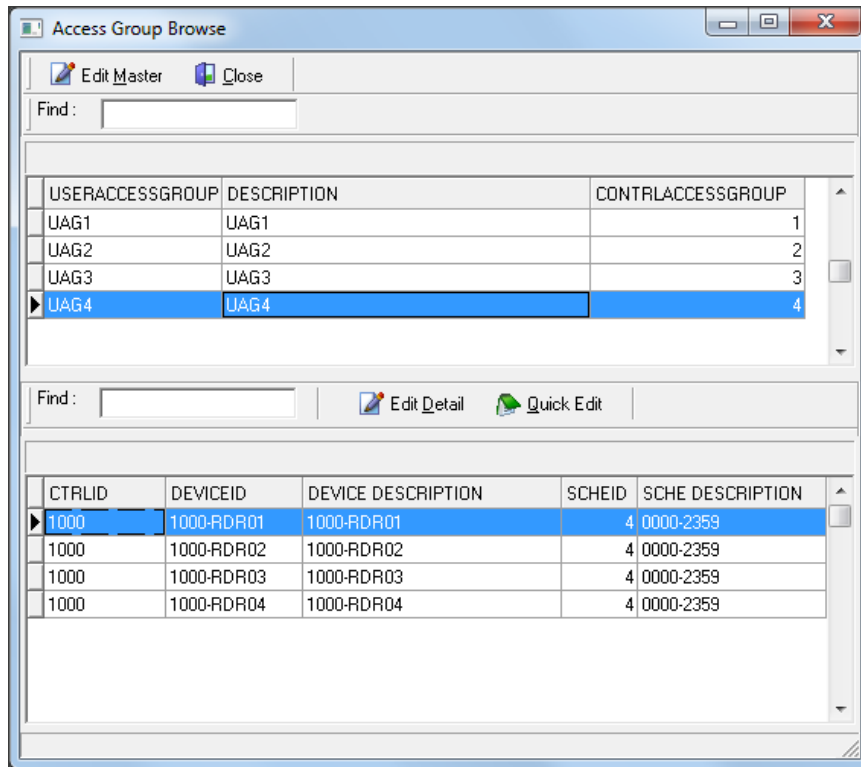 Access Group Browse
Edit Master Close
Find :
USERACCESSGROUP DESCRIPTION CONTRLACCESSGROUP
UAG1 UAG1 1
UAG2 UAG2 2
UAG3 UAG3 3
UAG4 UAG4 4
Find : Edit Detail Quick Edit
CTRLID DEVICEID DEVICE DESCRIPTION SCHEID SCHE DESCRIPTION
1000 1000-RDR01 1000-RDR01 4 0000-2359
1000 1000-RDR02 1000-RDR02 4 0000-2359
1000 1000-RDR03 1000-RDR03 4 0000-2359
1000 1000-RDR04 1000-RDR04 4 0000-2359